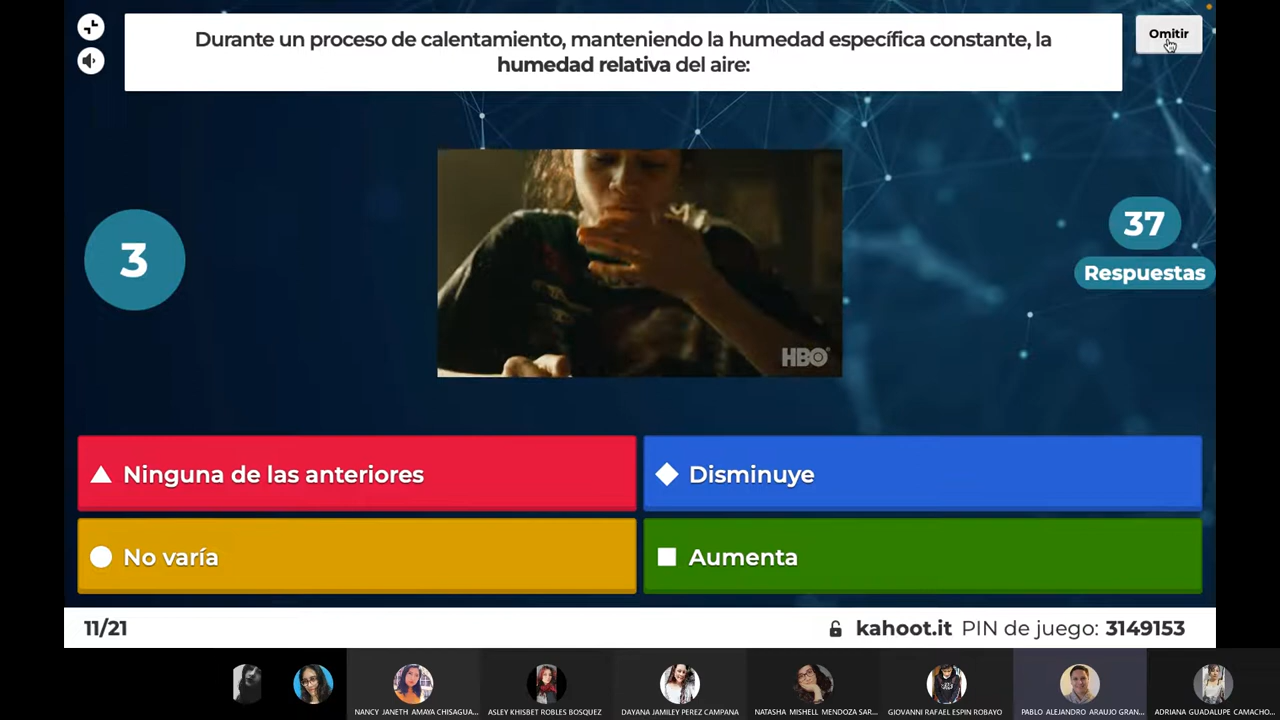 Durante un proceso de calentamiento, manteniendo la humedad específica constante, la
humedad relativa del aire:
Omitir
3
37
Respuestas
HBO
Ninguna de las anteriores
Disminuye
No varía
Aumenta
11/21
kahoot.it PIN de juego: 3149153
NANCY JANETH AMAYA CHISAGUA...
ASLEY KHISBET ROBLES BOSQUEZ
DAYANA JAMILEY PEREZ CAMPANA
NATASHA MISHELL MENDOZA SAR...
GIOVANNI RAFAEL ESPIN ROBAYO
PABLO ALEJANDRO ARAUJO GRAN...
ADRIANA GUADALUPE CAMACHO...